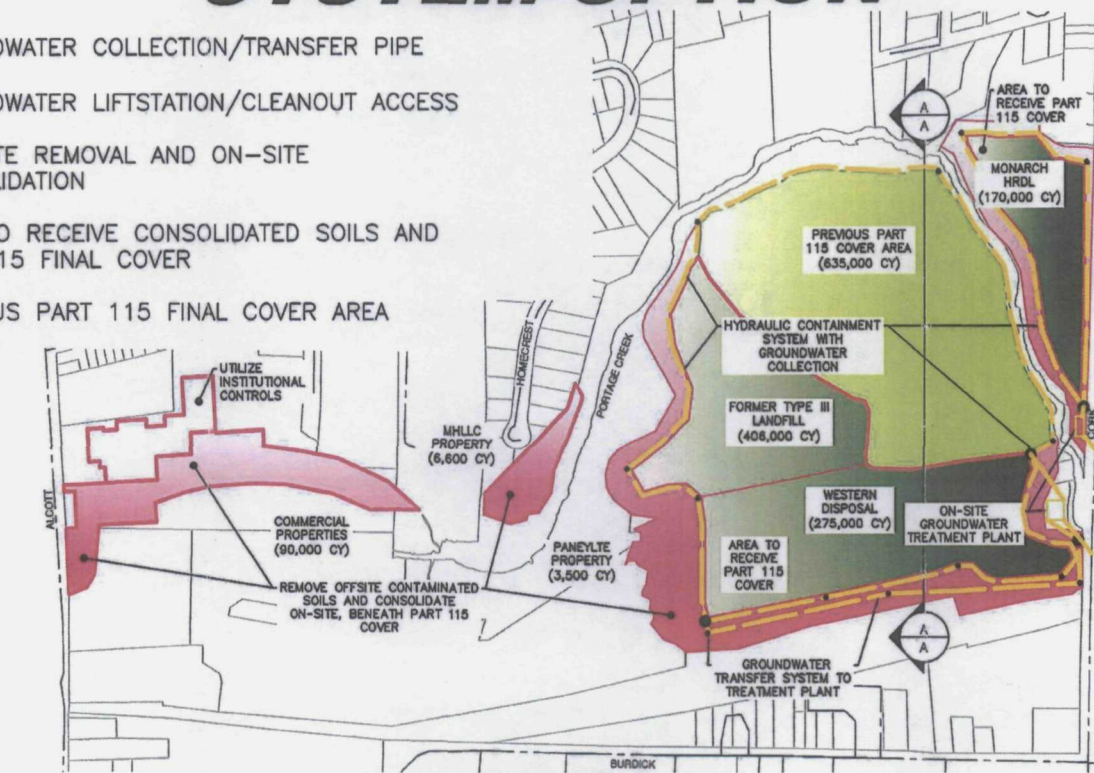 SYSTEM OPTION
DWATER COLLECTION/TRANSFER PIPE
DWATER LIFTSTATION/CLEANOUT ACCESS
TE REMOVAL AND ON-SITE
LIDATION
O RECEIVE CONSOLIDATED SOILS AND
15 FINAL COVER
US PART 115 FINAL COVER AREA
A
A
AREA TO
RECEIVE PART
115 COVER
MONARCH
HRDL
(170,000 CY)
PREVIOUS PART
115 COVER AREA
(635,000 CY)
HYDRAULIC CONTAINMENT
SYSTEM WITH
GROUNDWATER
COLLECTION
UTILIZE
INSTITUTIONAL
CONTROLS
HOMECREST
PORTAGE CREEK
FORMER TYPE III
LANDFILL
(406,000 CY)
MHLLC
PROPERTY
(6,600 CY)
ALCOTT
WESTERN
DISPOSAL
(275,000 CY)
ON-SITE
GROUNDWATER
TREATMENT PLANT
COMMERCIAL
PROPERTIES
(90,000 CY)
PANEYLTE
PROPERTY
(3,500 CY)
AREA TO
RECEIVE
PART 115
COVER
REMOVE OFFSITE CONTAMINATED
SOILS AND CONSOLIDATE
ON-SITE, BENEATH PART 115
COVER
A
A
GROUNDWATER
TRANSFER SYSTEM TO
TREATMENT PLANT
BURDICK